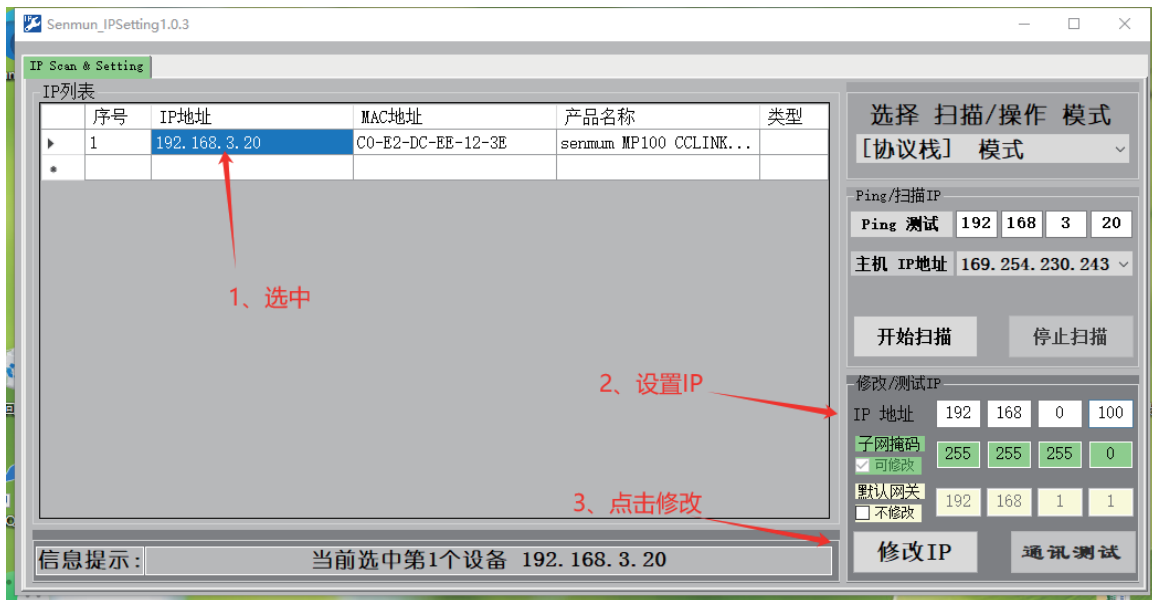 Senmun_IPSetting1.0.3
IP Scan & Setting
IP列表
序号 IP地址 MAC地址 产品名称 类型
1 192.168.3.20 C0-E2-DC-EE-12-3E senmum MP100 CCLINK...
1、选中
2、设置IP
3、点击修改
信息提示: 当前选中第1个设备 192.168.3.20
选择 扫描/操作 模式
[协议栈] 模式
Ping/扫描IP
Ping 测试 192 168 3 20
主机 IP地址 169.254.230.243
开始扫描 停止扫描
修改/测试IP
IP 地址 192 168 0 100
子网掩码 255 255 255 0
可修改
默认网关 192 168 1 1
不修改
修改IP 通讯测试